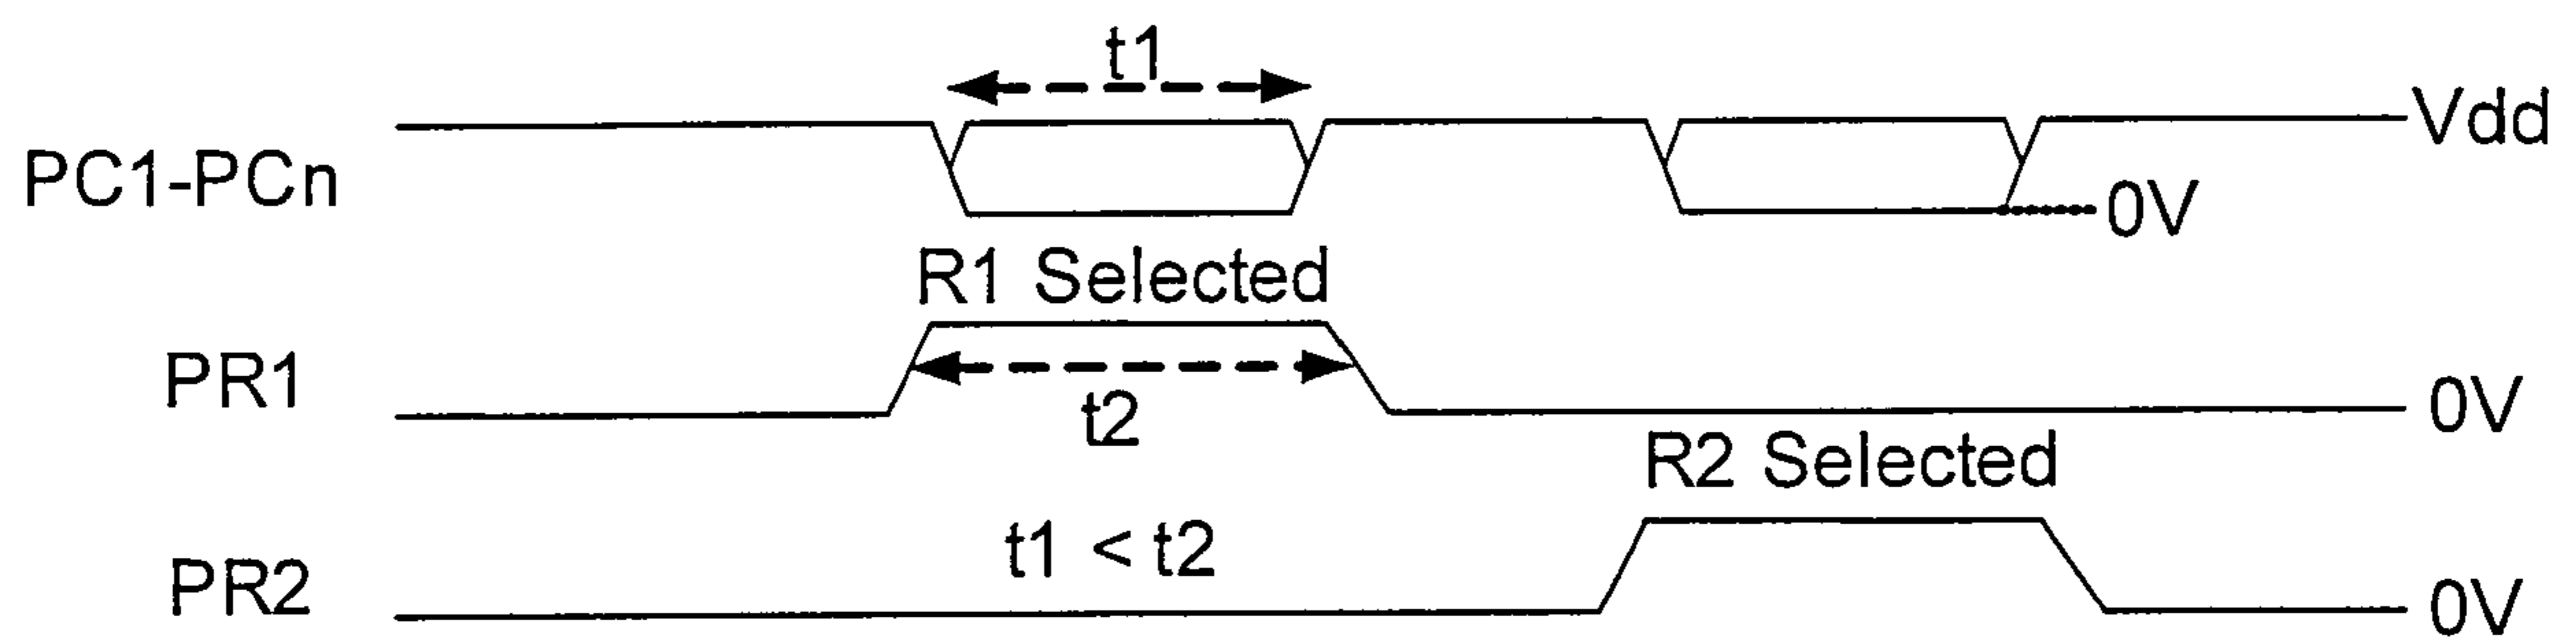 t1
Vdd
PC1-PCn
0V
R1 Selected
PR1
t2
0V
R2 Selected
t1 < t2
PR2
0V